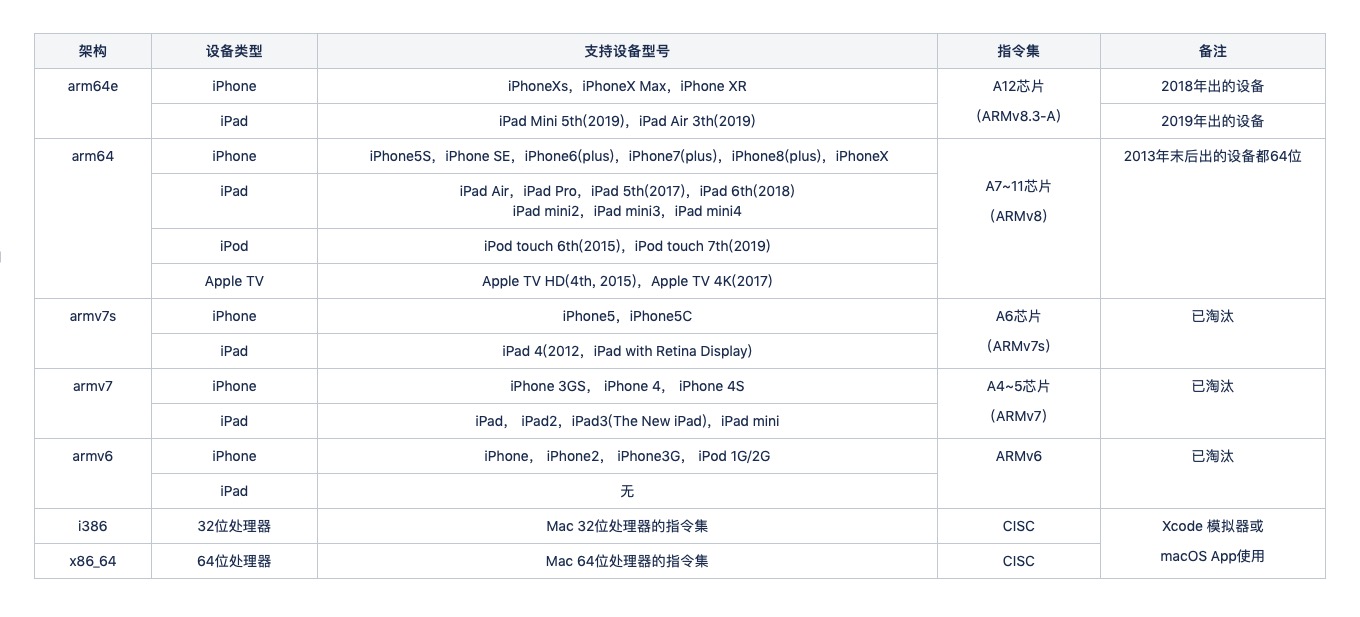 架构 设备类型 支持设备型号 指令集 备注
arm64e iPhone iPhoneXs，iPhoneX Max，iPhone XR A12芯片 2018年出的设备
(ARMv8.3-A)
iPad iPad Mini 5th(2019)，iPad Air 3th(2019) 2019年出的设备
arm64 iPhone iPhone5S，iPhone SE，iPhone6(plus)，iPhone7(plus)，iPhone8(plus)，iPhoneX 2013年末后出的设备都64位
A7~11芯片
(ARMv8)
iPad iPad Air，iPad Pro，iPad 5th(2017)，iPad 6th(2018)
iPad mini2，iPad mini3，iPad mini4
iPod iPod touch 6th(2015)，iPod touch 7th(2019)
Apple TV Apple TV HD(4th, 2015)，Apple TV 4K(2017)
armv7s iPhone iPhone5，iPhone5C A6芯片 已淘汰
(ARMv7s)
iPad iPad 4(2012，iPad with Retina Display)
armv7 iPhone iPhone 3GS， iPhone 4， iPhone 4S A4~5芯片 已淘汰
(ARMv7)
iPad iPad， iPad2，iPad3(The New iPad)，iPad mini
armv6 iPhone iPhone， iPhone2， iPhone3G， iPod 1G/2G ARMv6 已淘汰
iPad 无
i386 32位处理器 Mac 32位处理器的指令集 CISC Xcode 模拟器或
macOS App使用
x86_64 64位处理器 Mac 64位处理器的指令集 CISC